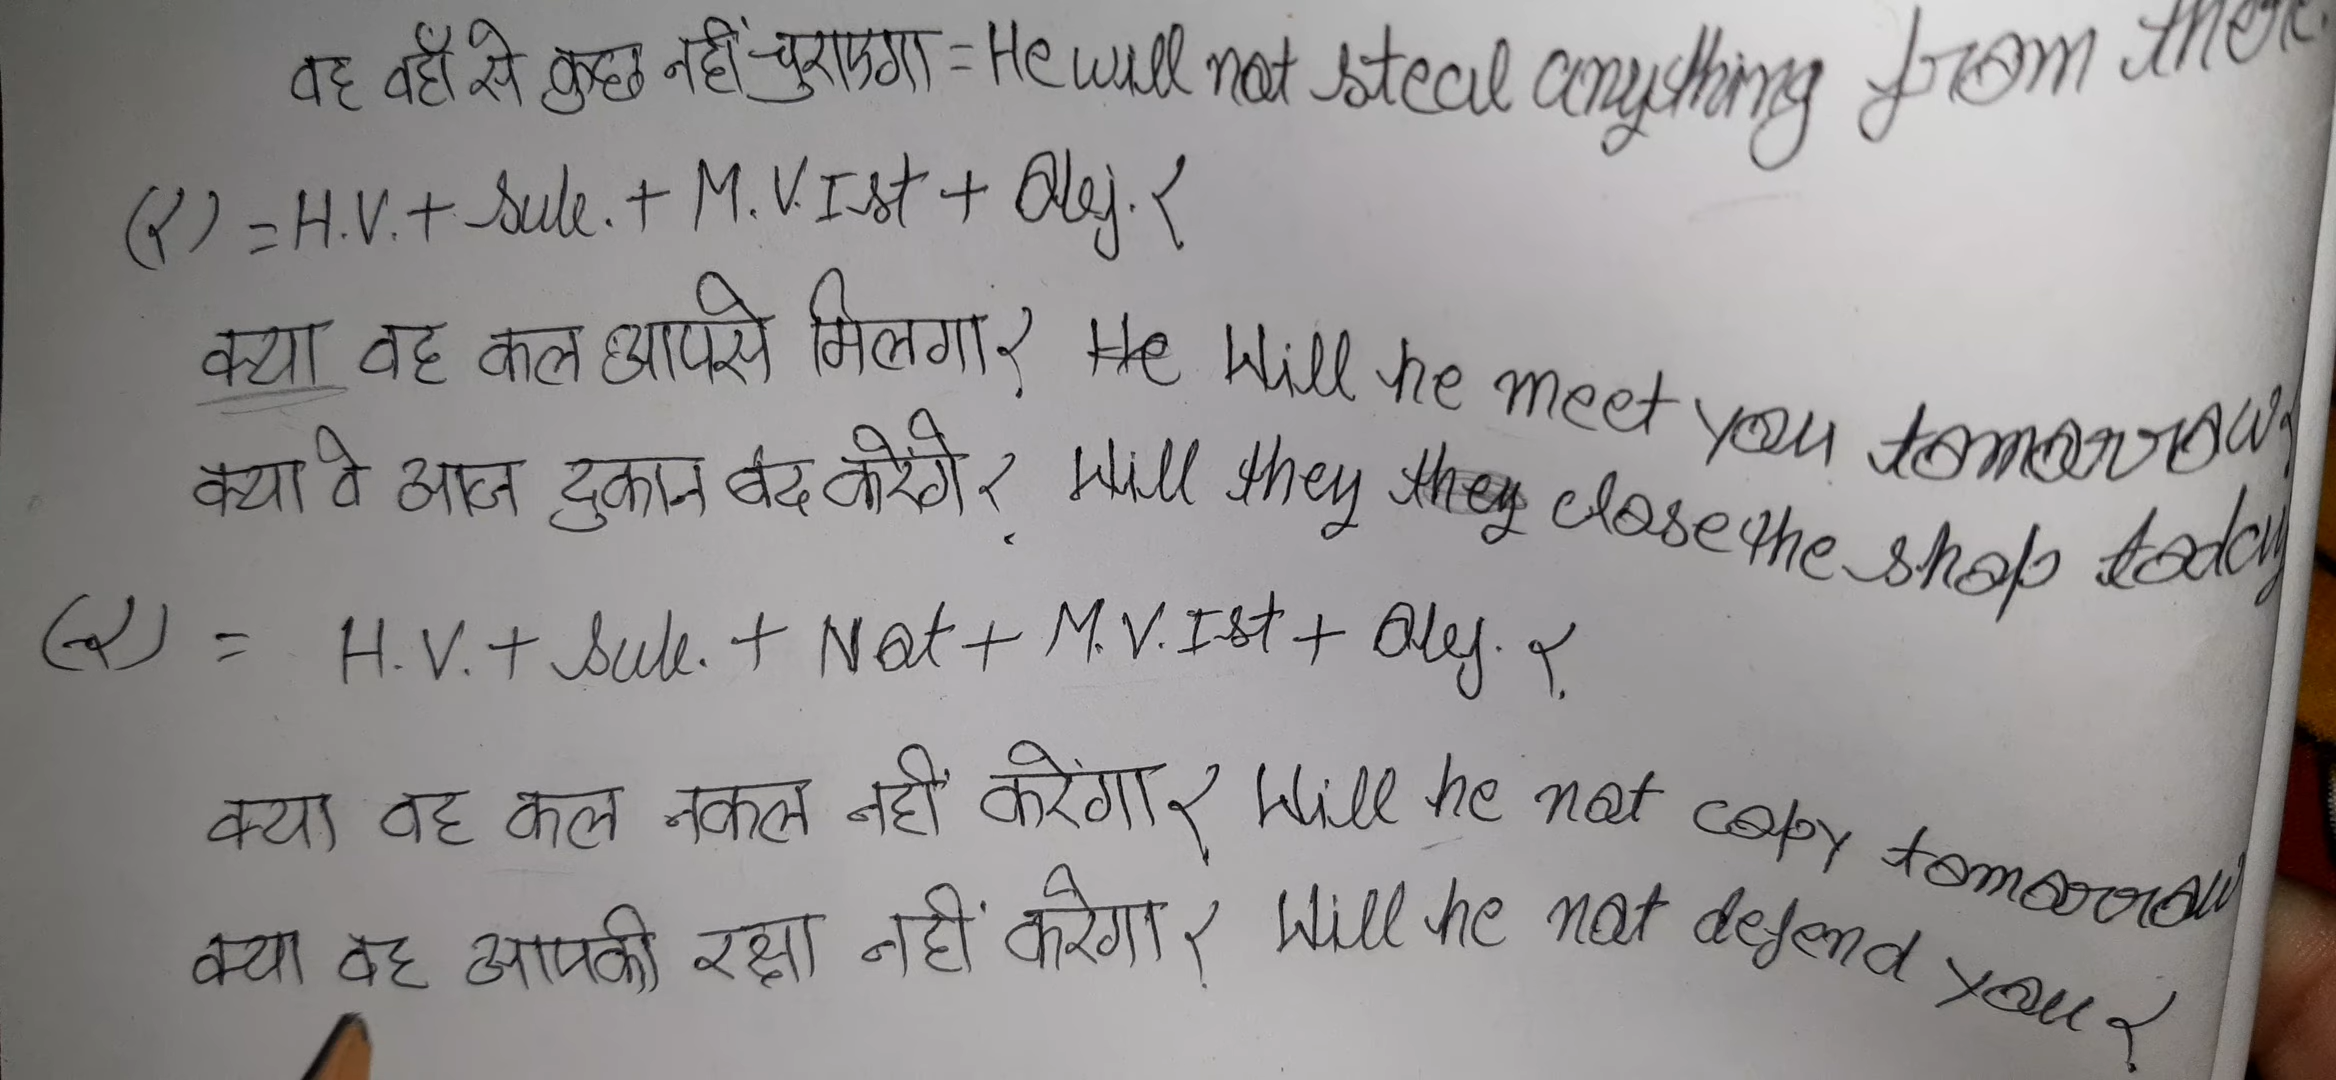 वह वहाँ से कुछ नहीं चुराएगा = He will not steal anything from there.
(?) = H.V. + Sub. + M.V. Ist + Obj. ?
क्या वह कल आपसे मिलगा? He Will he meet you tomorrow?
क्या वे आज दुकान बंद करेंगे? Will they they close the shop today
(-?) = H.V. + Sub. + Not + M.V. Ist + Obj. ?
क्या वह कल नकल नहीं करेंगा? Will he not copy tomorrow
क्या वह आपकी रक्षा नहीं करेगा? Will he not defend you?